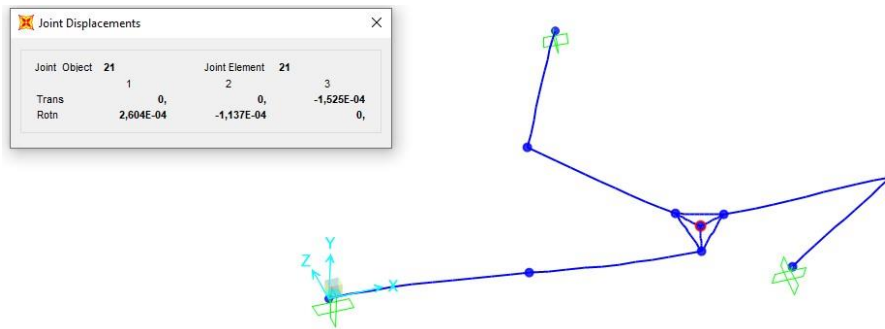 Joint Displacements
Joint Object 21 Joint Element 21
1 2 3
Trans 0, 0, -1,525E-04
Rotn 2,604E-04 -1,137E-04 0,
Y
Z
X